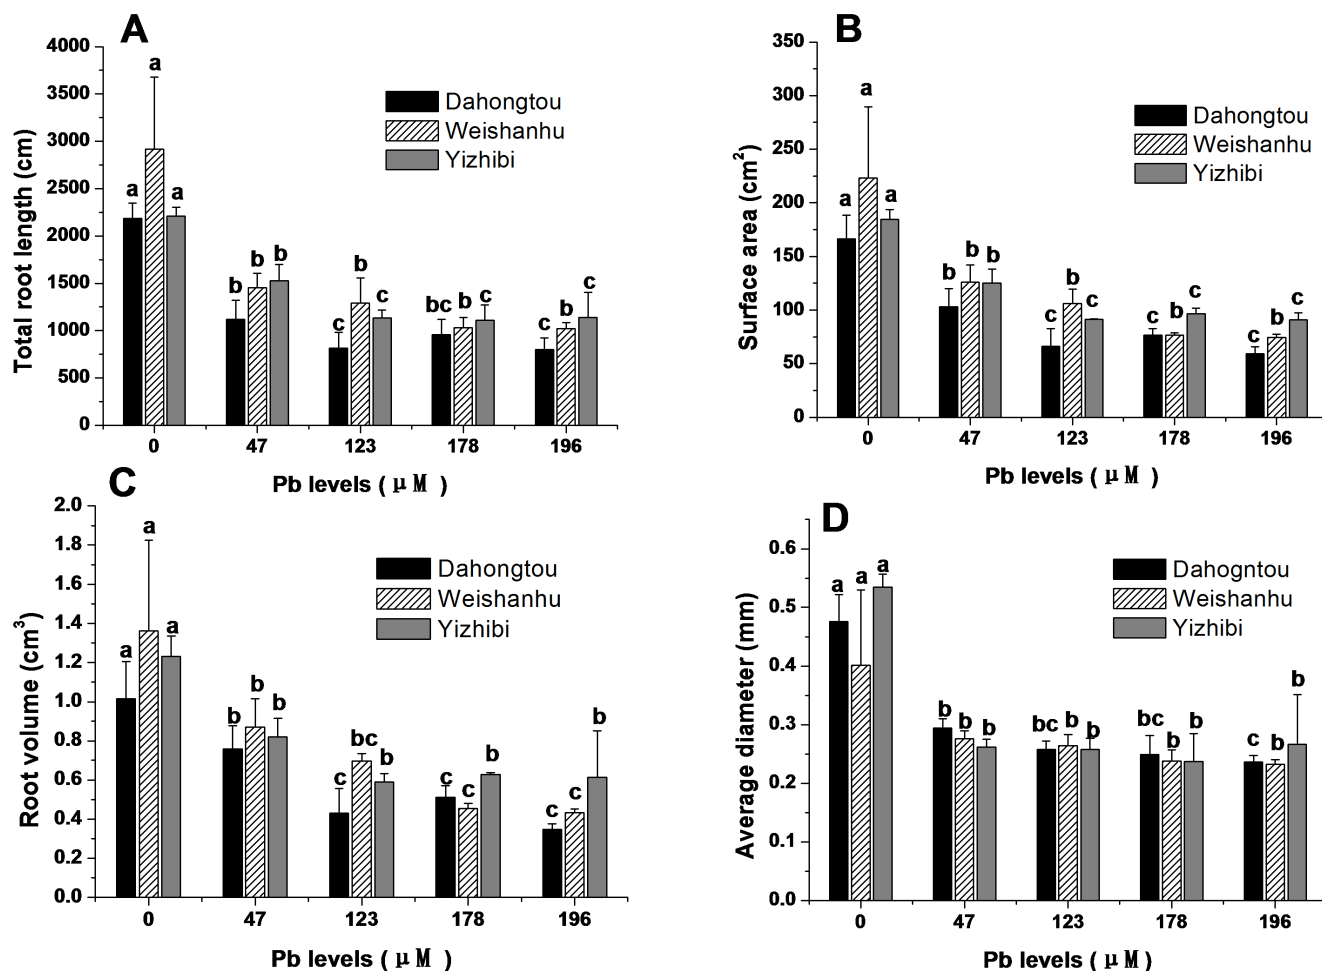 A
4000
3500
3000
2500
2000
1500
1000
500
0
Total root length (cm)
Dahongtou
Weishanhu
Yizhibi
a a a
b b b
c b c
bc b c
c b c
0 47 123 178 196
Pb levels ( μM )
B
350
300
250
200
150
100
50
0
Surface area (cm²)
Dahongtou
Weishanhu
Yizhibi
a a a
b b b
c b c
c b c
c b c
0 47 123 178 196
Pb levels ( μM )
C
2.0
1.8
1.6
1.4
1.2
1.0
0.8
0.6
0.4
0.2
0.0
Root volume (cm³)
Dahongtou
Weishanhu
Yizhibi
a a a
b b b
c bc b
c c b
c c b
0 47 123 178 196
Pb levels ( μM )
D
0.6
0.5
0.4
0.3
0.2
0.1
0.0
Average diameter (mm)
Dahogntou
Weishanhu
Yizhibi
a a a
b b b
bc b b
bc b b
c b b
0 47 123 178 196
Pb levels ( μM )